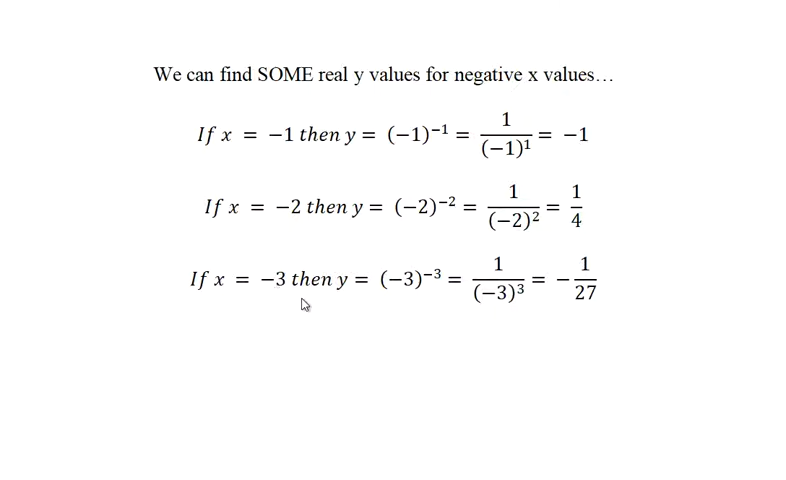 We can find SOME real y values for negative x values…
If x = −1 then y = (−1)⁻¹ = 1/(−1)¹ = −1
If x = −2 then y = (−2)⁻² = 1/(−2)² = 1/4
If x = −3 then y = (−3)⁻³ = 1/(−3)³ = −1/27